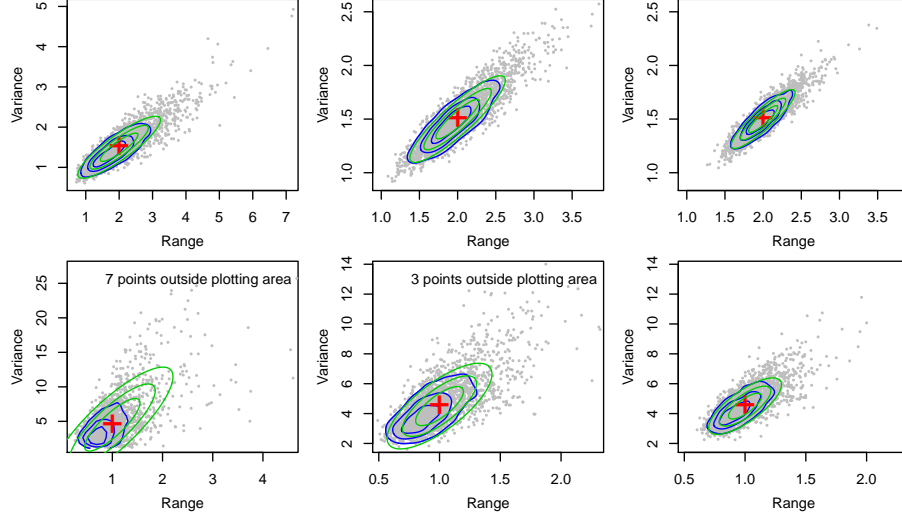 5
4
3
2
1
Variance
1 2 3 4 5 6 7
Range
2.5
2.0
1.5
1.0
Variance
1.0 1.5 2.0 2.5 3.0 3.5
Range
2.5
2.0
1.5
1.0
Variance
1.0 1.5 2.0 2.5 3.0 3.5
Range
7 points outside plotting area
25
20
15
10
5
Variance
1 2 3 4
Range
3 points outside plotting area
14
12
10
8
6
4
2
Variance
0.5 1.0 1.5 2.0
Range
14
12
10
8
6
4
2
Variance
0.5 1.0 1.5 2.0
Range